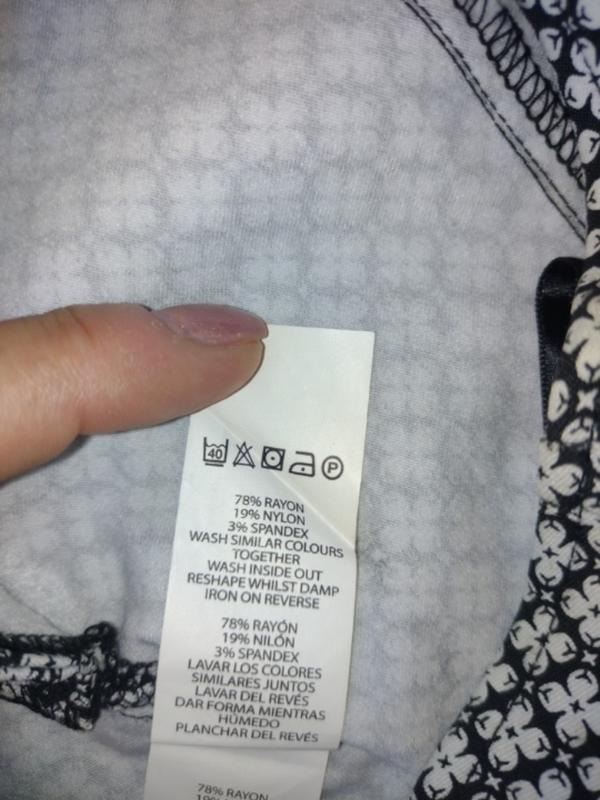 40
P
78% RAYON
19% NYLON
3% SPANDEX
WASH SIMILAR COLOURS
TOGETHER
WASH INSIDE OUT
RESHAPE WHILST DAMP
IRON ON REVERSE
78% RAYÓN
19% NILÓN
3% SPANDEX
LAVAR LOS COLORES
SIMILARES JUNTOS
LAVAR DEL REVÉS
DAR FORMA MIENTRAS
HÚMEDO
PLANCHAR DEL REVÉS
78% RAYON